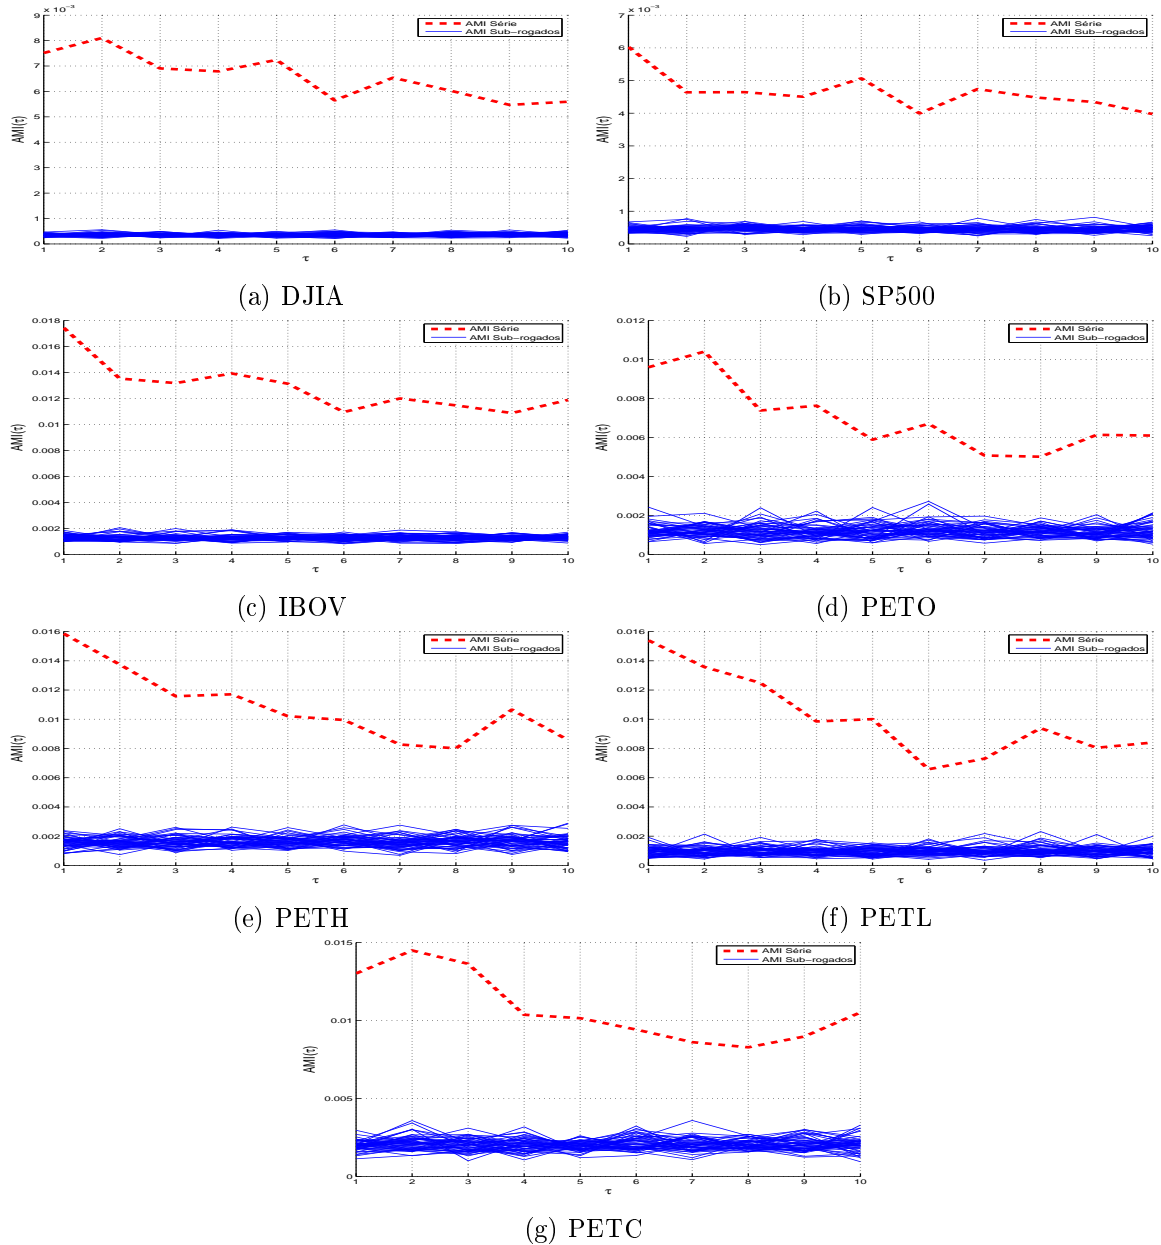 x 10⁻³
9
8
7
6
5
4
3
2
1
0
AMI(τ)
AMI Série
AMI Sub-rogados
1 2 3 4 5 6 7 8 9 10
τ
(a) DJIA
x 10⁻³
7
6
5
4
3
2
1
0
AMI(τ)
AMI Série
AMI Sub-rogados
1 2 3 4 5 6 7 8 9 10
τ
(b) SP500
0.018
0.016
0.014
0.012
0.01
0.008
0.006
0.004
0.002
0
AMI(τ)
AMI Série
AMI Sub-rogados
1 2 3 4 5 6 7 8 9 10
τ
(c) IBOV
0.012
0.01
0.008
0.006
0.004
0.002
0
AMI(τ)
AMI Série
AMI Sub-rogados
1 2 3 4 5 6 7 8 9 10
τ
(d) PETO
0.016
0.014
0.012
0.01
0.008
0.006
0.004
0.002
0
AMI(τ)
AMI Série
AMI Sub-rogados
1 2 3 4 5 6 7 8 9 10
τ
(e) PETH
0.016
0.014
0.012
0.01
0.008
0.006
0.004
0.002
0
AMI(τ)
AMI Série
AMI Sub-rogados
1 2 3 4 5 6 7 8 9 10
τ
(f) PETL
0.015
0.01
0.005
0
AMI(τ)
AMI Série
AMI Sub-rogados
1 2 3 4 5 6 7 8 9 10
τ
(g) PETC